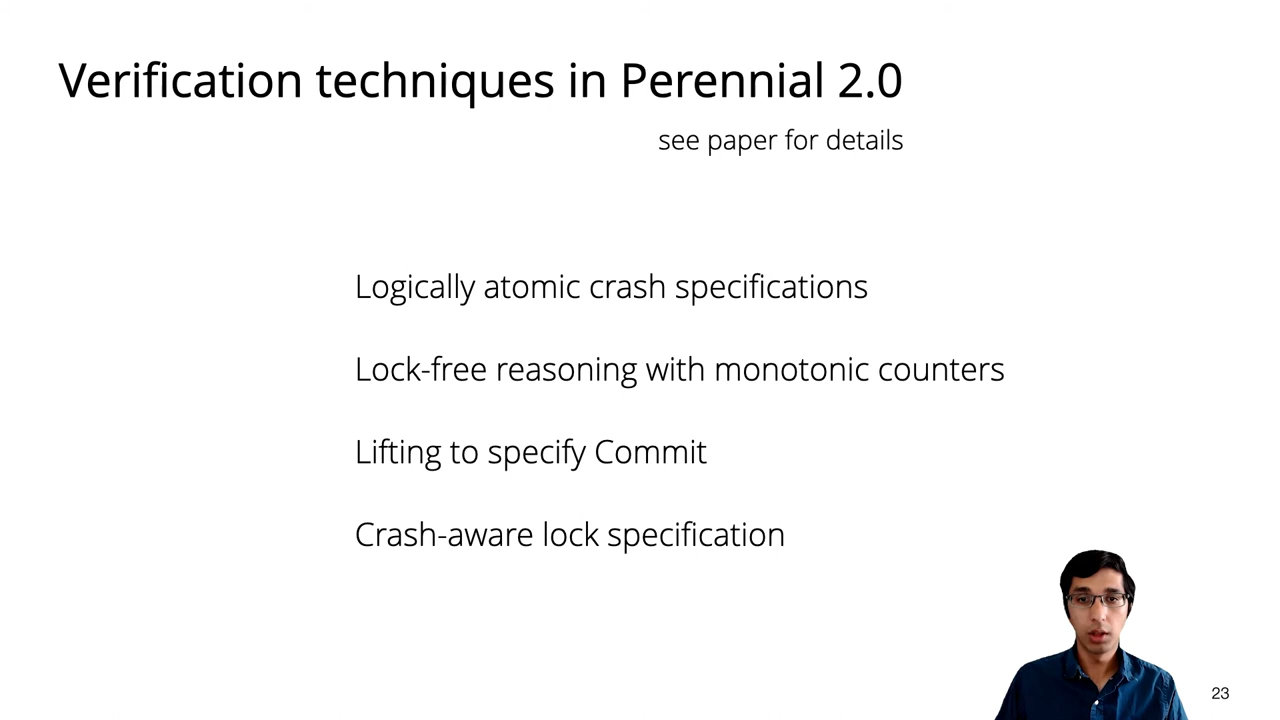 Verification techniques in Perennial 2.0
see paper for details
Logically atomic crash specifications
Lock-free reasoning with monotonic counters
Lifting to specify Commit
Crash-aware lock specification
23